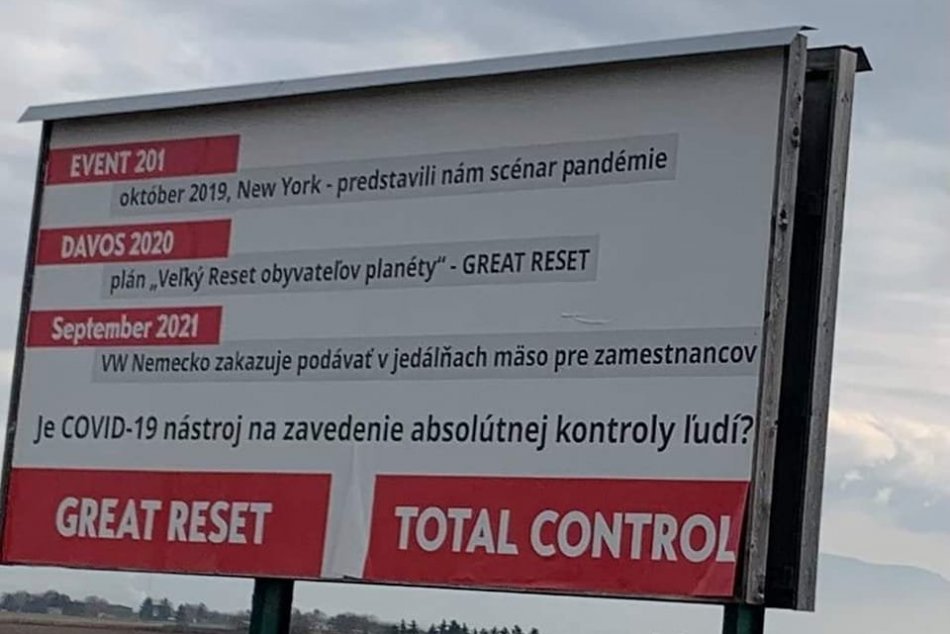 EVENT 201
október 2019, New York - predstavili nám scénar pandémie
DAVOS 2020
plán „Veľký Reset obyvateľov planéty“ - GREAT RESET
September 2021
VW Nemecko zakazuje podávať v jedálňach mäso pre zamestnancov
Je COVID-19 nástroj na zavedenie absolútnej kontroly ľudí?
GREAT RESET
TOTAL CONTROL